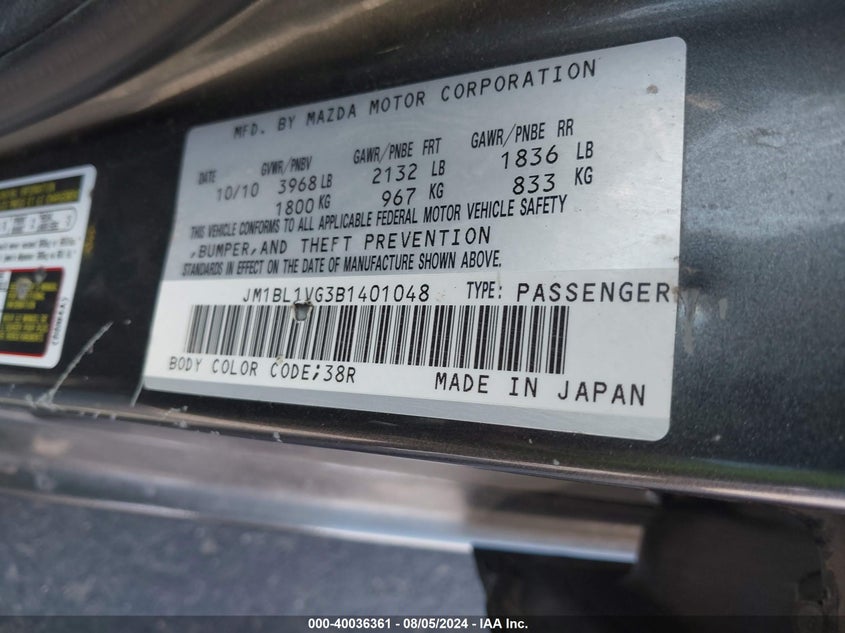 MFD. BY MAZDA MOTOR CORPORATION
DATE GVWR/PNBV GAWR/PNBE FRT GAWR/PNBE RR
10/10 3968 LB 2132 LB 1836 LB
1800 KG 967 KG 833 KG
THIS VEHICLE CONFORMS TO ALL APPLICABLE FEDERAL MOTOR VEHICLE SAFETY
,BUMPER,AND THEFT PREVENTION
STANDARDS IN EFFECT ON THE DATE OF MANUFACTURE SHOWN ABOVE.
JM1BL1VG3B1401048 TYPE: PASSENGER
BODY COLOR CODE;38R
MADE IN JAPAN
000-40036361 - 08/05/2024 - IAA Inc.